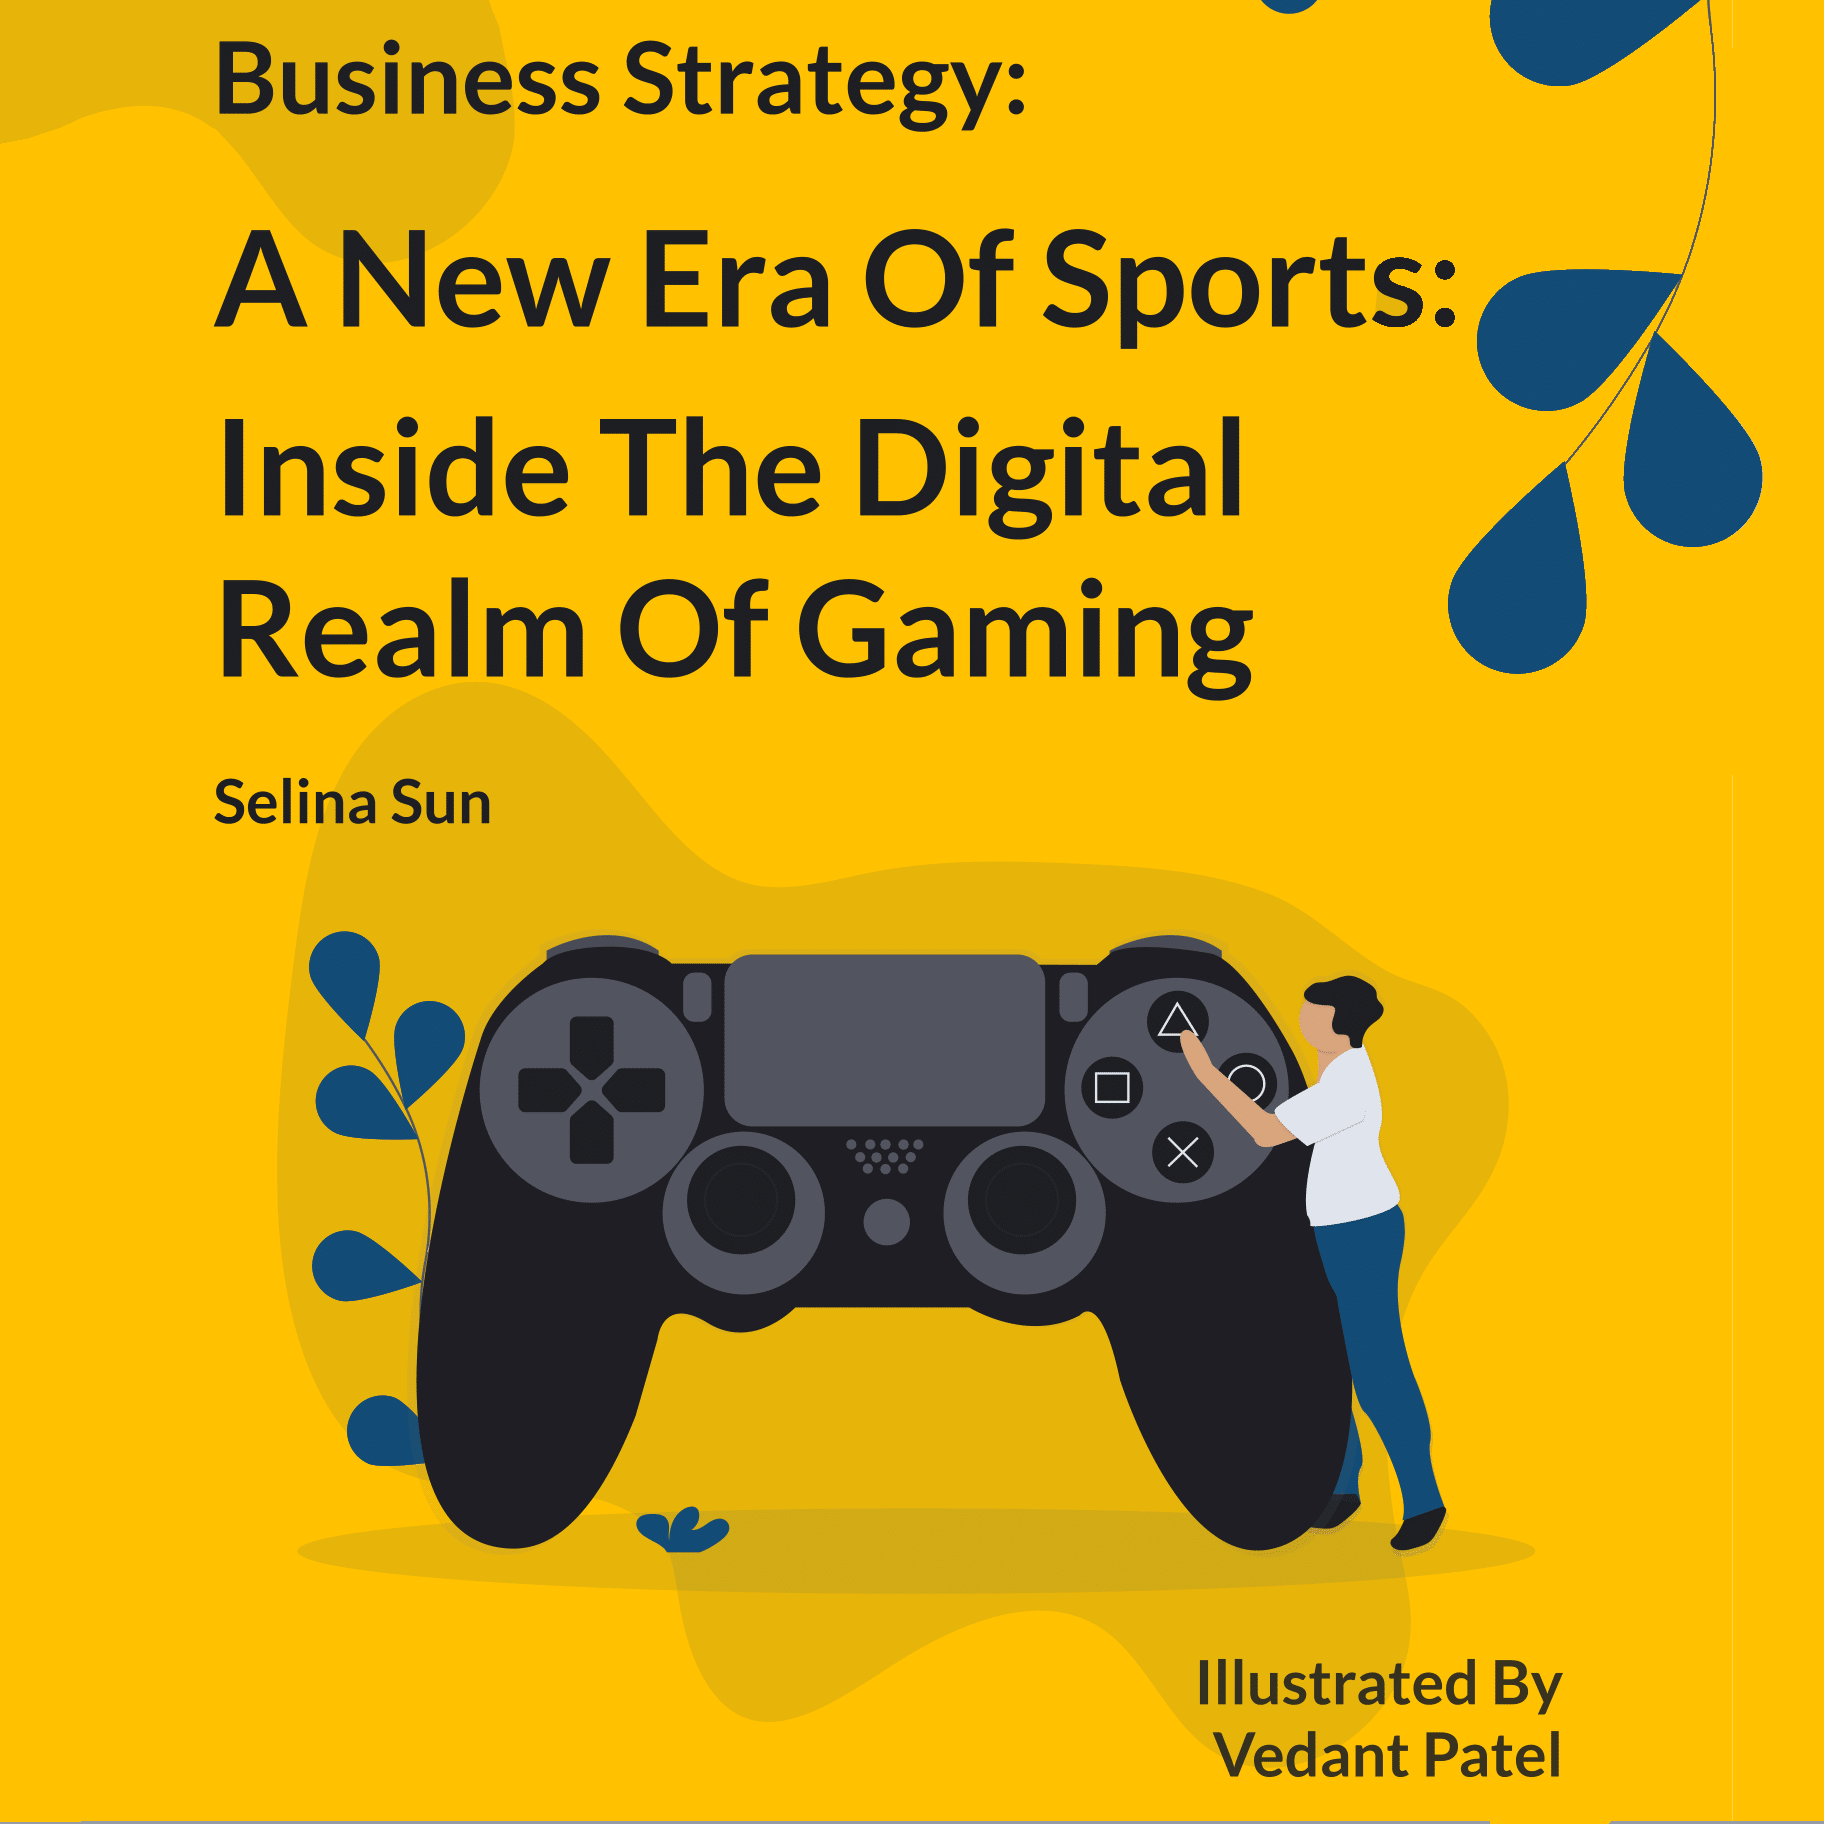 Business Strategy:
A New Era Of Sports:
Inside The Digital
Realm Of Gaming
Selina Sun
Illustrated By
Vedant Patel